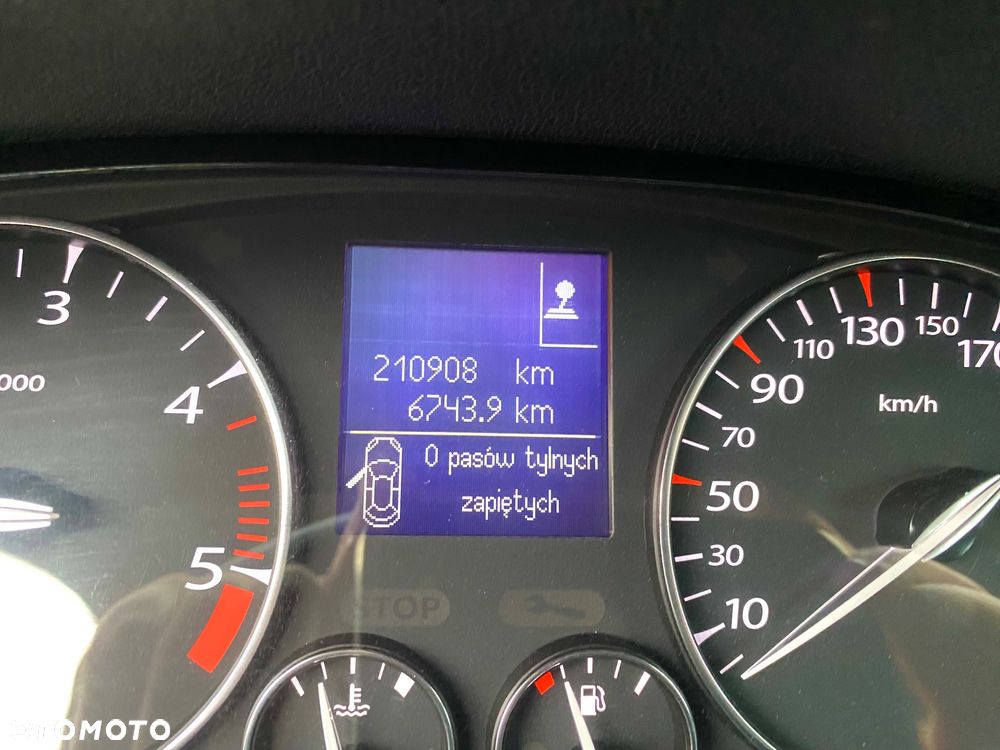 3
4
5
000
210908 km
6743.9 km
0 pasów tylnych
zapiętych
STOP
10
30
50
70
90
110
130
150
170
km/h
OTOMOTO